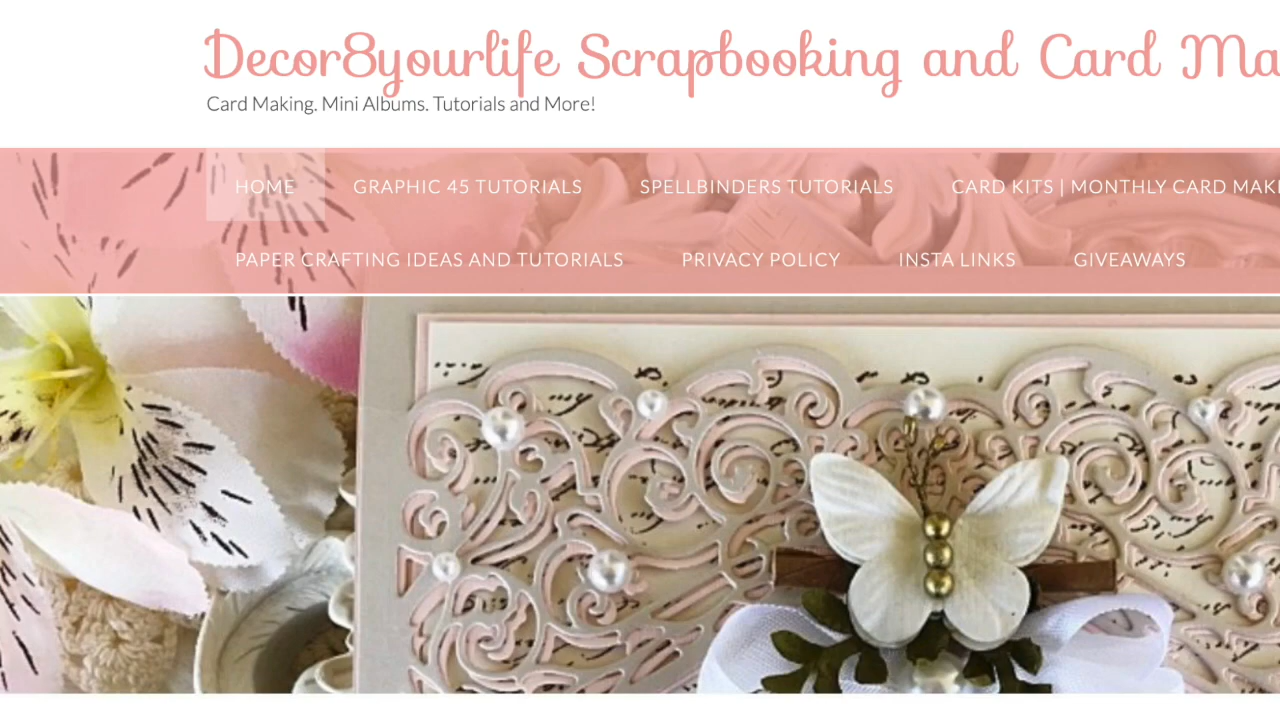 Decor8yourlife Scrapbooking and Card Ma
Card Making. Mini Albums. Tutorials and More!
HOME GRAPHIC 45 TUTORIALS SPELLBINDERS TUTORIALS CARD KITS | MONTHLY CARD MAK
PAPER CRAFTING IDEAS AND TUTORIALS PRIVACY POLICY INSTA LINKS GIVEAWAYS